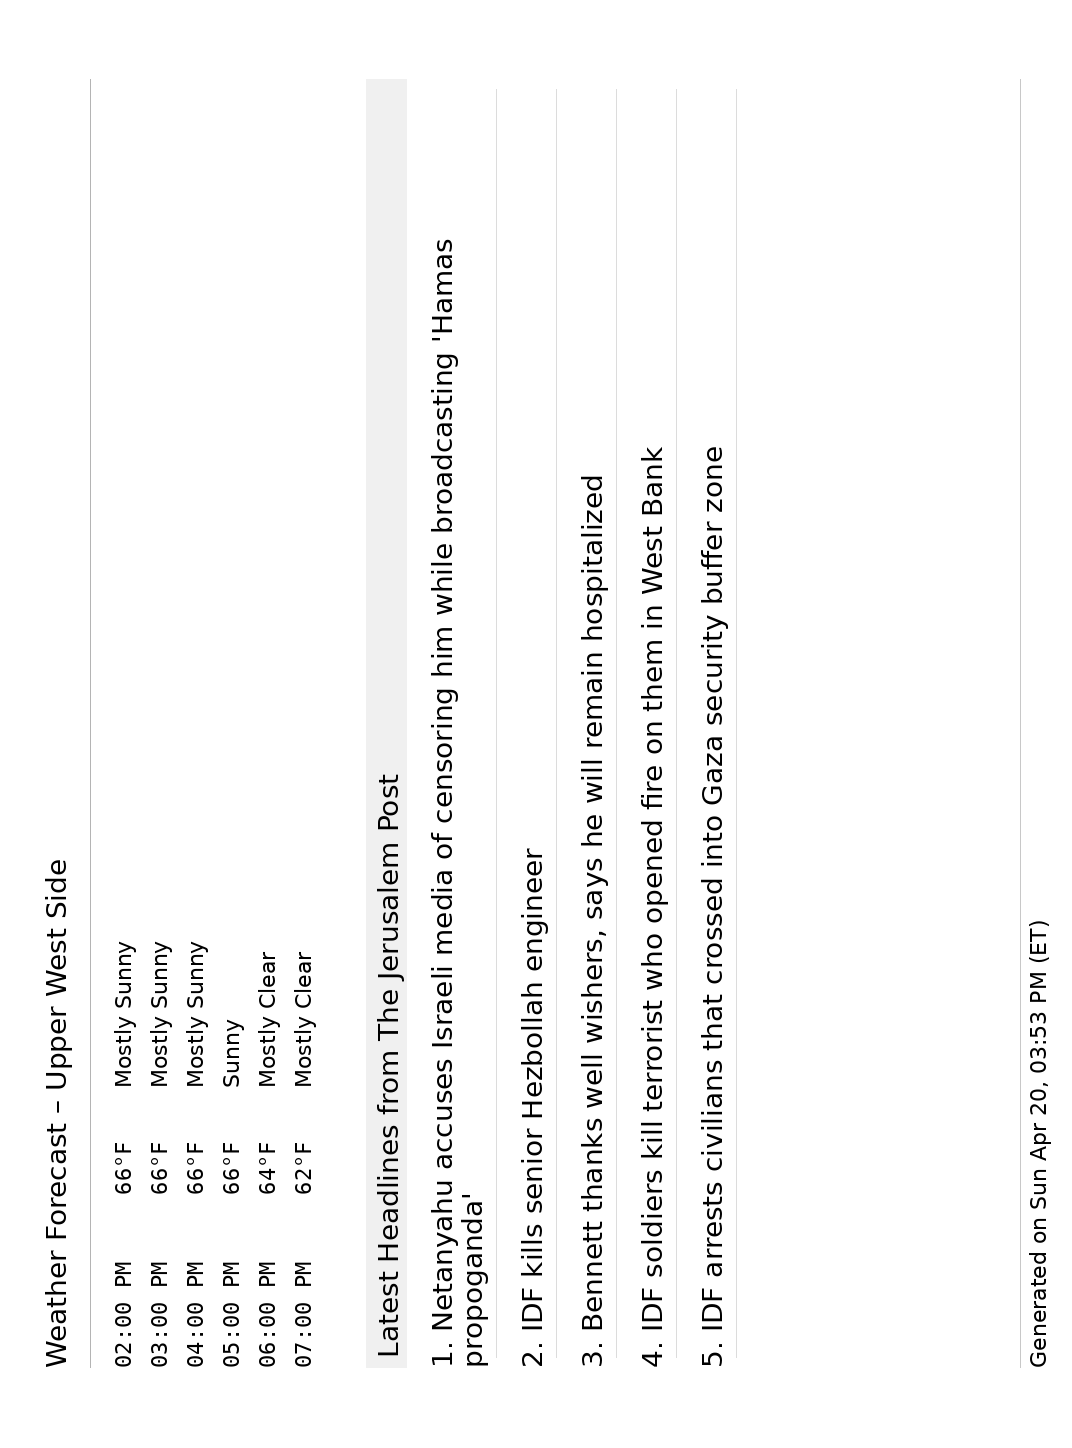 Weather Forecast – Upper West Side
02:00 PM 66°F Mostly Sunny
03:00 PM 66°F Mostly Sunny
04:00 PM 66°F Mostly Sunny
05:00 PM 66°F Sunny
06:00 PM 64°F Mostly Clear
07:00 PM 62°F Mostly Clear
Latest Headlines from The Jerusalem Post
1. Netanyahu accuses Israeli media of censoring him while broadcasting 'Hamas
propoganda'
2. IDF kills senior Hezbollah engineer
3. Bennett thanks well wishers, says he will remain hospitalized
4. IDF soldiers kill terrorist who opened fire on them in West Bank
5. IDF arrests civilians that crossed into Gaza security buffer zone
Generated on Sun Apr 20, 03:53 PM (ET)